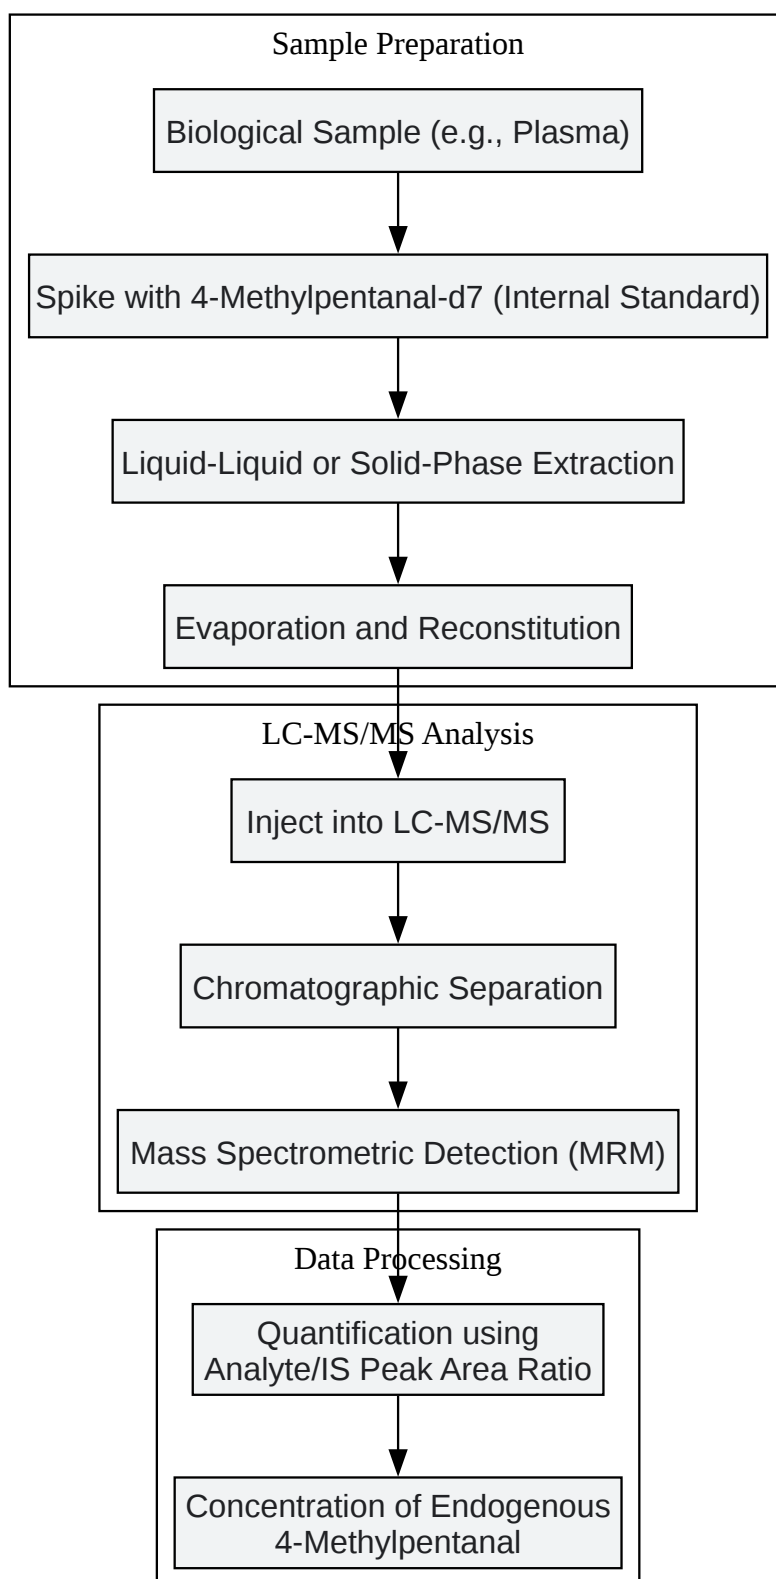 Sample Preparation
Biological Sample (e.g., Plasma)
Spike with 4-Methylpentanal-d7 (Internal Standard)
Liquid-Liquid or Solid-Phase Extraction
Evaporation and Reconstitution
LC-MS/MS Analysis
Inject into LC-MS/MS
Chromatographic Separation
Mass Spectrometric Detection (MRM)
Data Processing
Quantification using
Analyte/IS Peak Area Ratio
Concentration of Endogenous
4-Methylpentanal